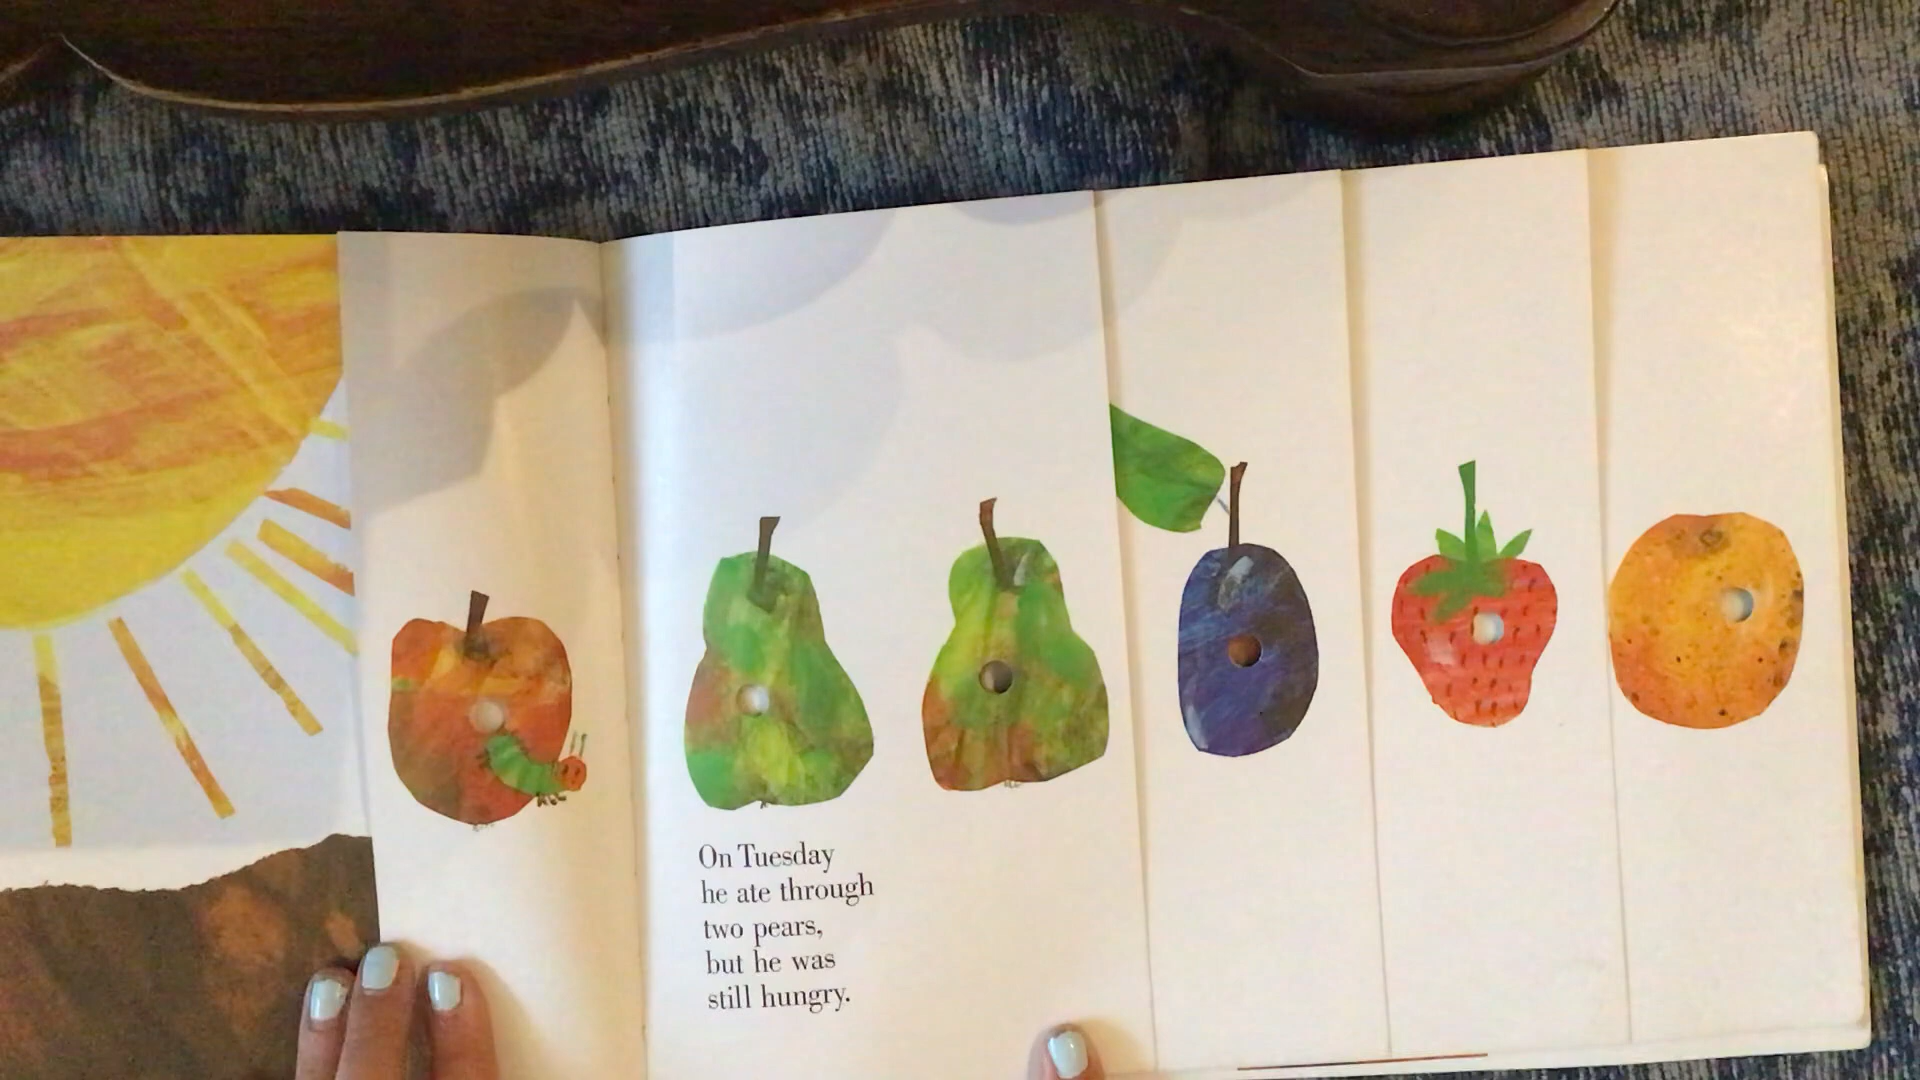 On Tuesday
he ate through
two pears,
but he was
still hungry.